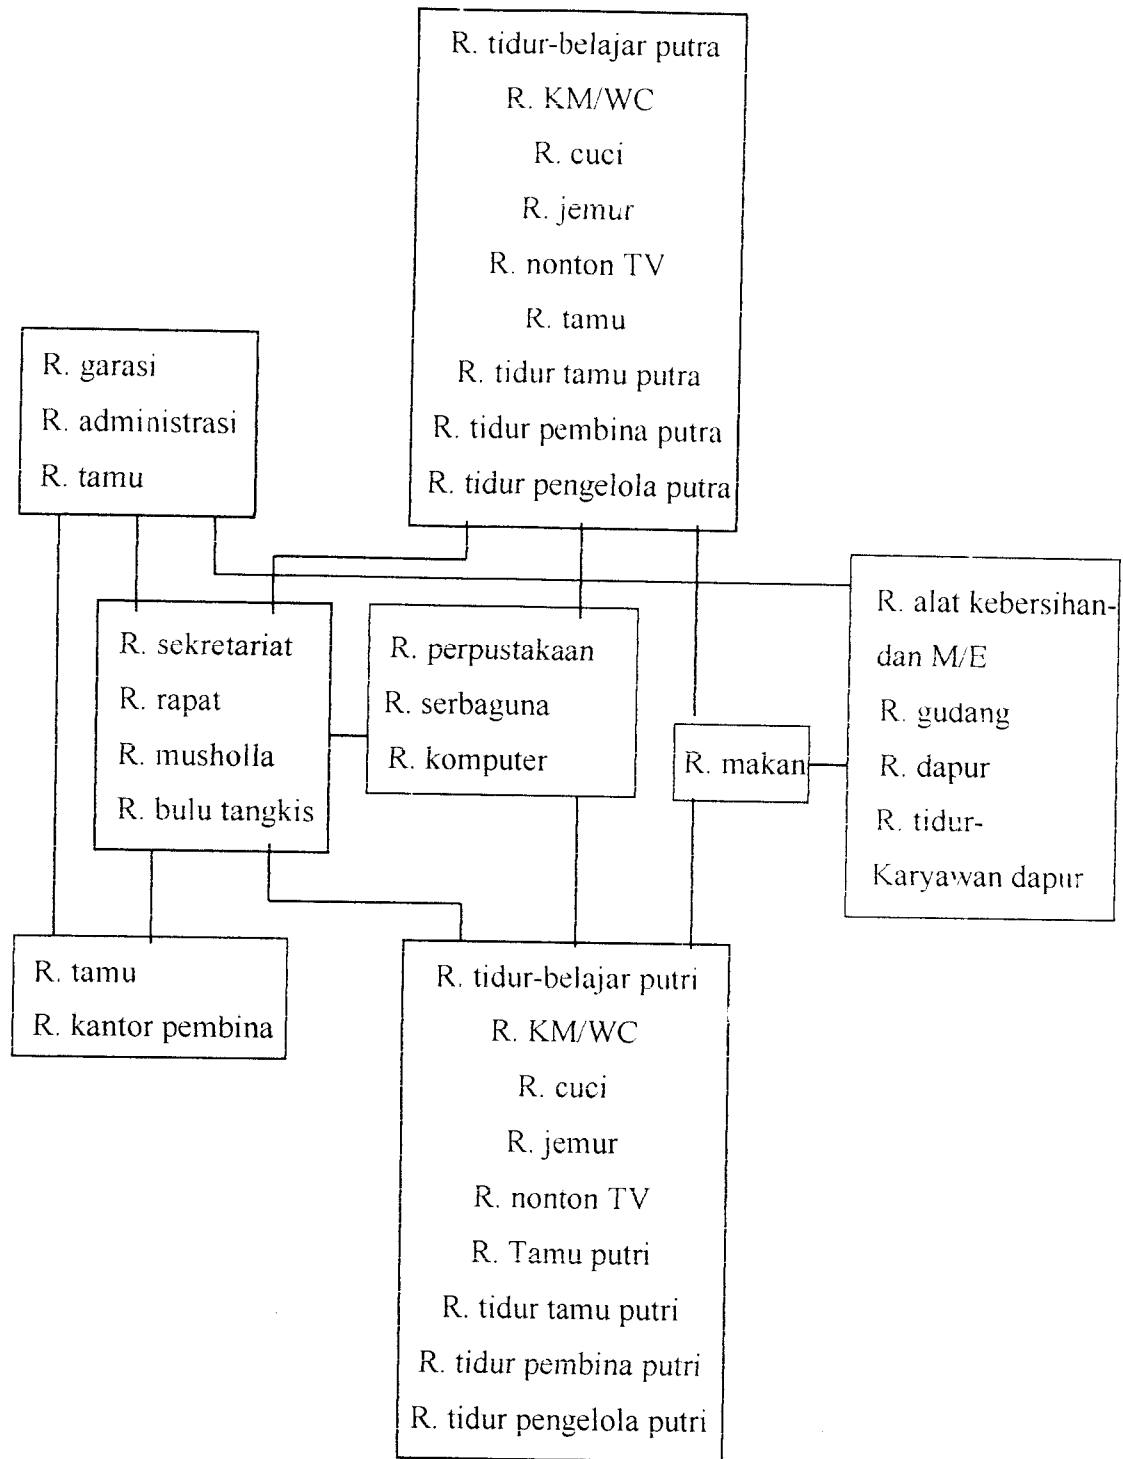 R. tidur-belajar putra
R. KM/WC
R. cuci
R. jemur
R. nonton TV
R. tamu
R. tidur tamu putra
R. tidur pembina putra
R. tidur pengelola putra
R. garasi
R. administrasi
R. tamu
R. sekretariat
R. rapat
R. musholla
R. bulu tangkis
R. perpustakaan
R. serbaguna
R. komputer
R. makan
R. alat kebersihan-
dan M/E
R. gudang
R. dapur
R. tidur-
Karyawan dapur
R. tamu
R. kantor pembina
R. tidur-belajar putri
R. KM/WC
R. cuci
R. jemur
R. nonton TV
R. Tamu putri
R. tidur tamu putri
R. tidur pembina putri
R. tidur pengelola putri